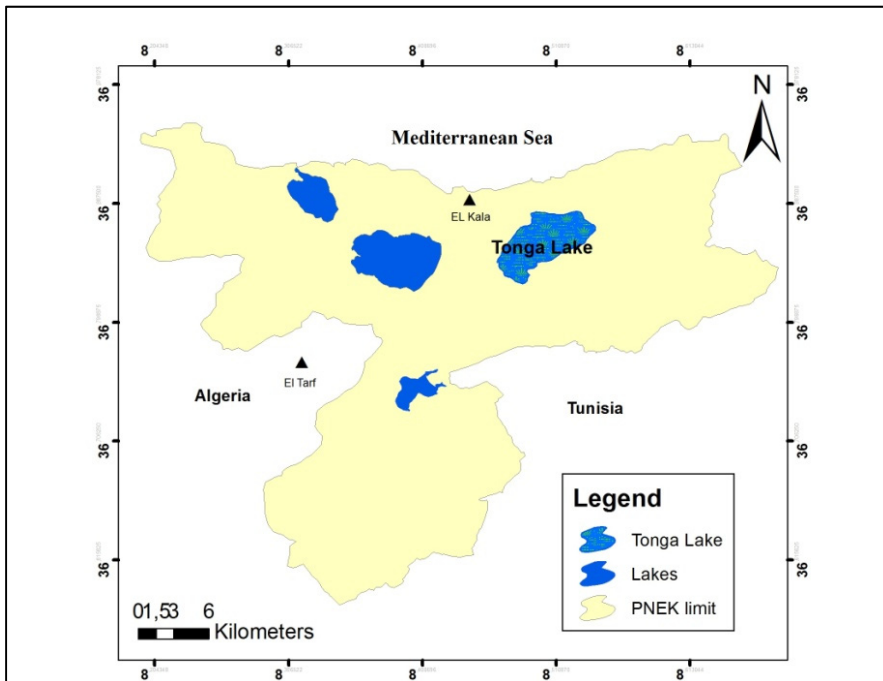 8 8 8 8 8
N
Mediterranean Sea
36 36
36 36
EL Kala
Tonga Lake
36 36
El Tarf
Algeria
Tunisia
36 36
Legend
Tonga Lake
Lakes
PNEK limit
36 36
01,53 6
Kilometers
8 8 8 8 8